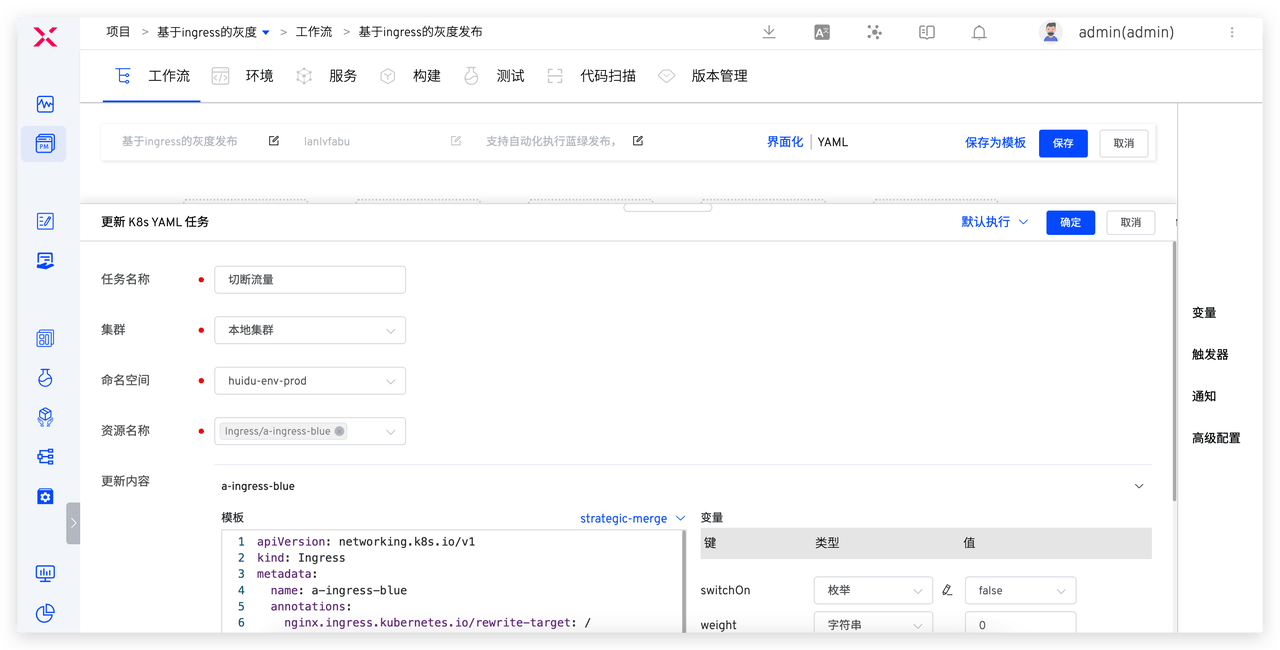 项目 > 基于ingress的灰度 > 工作流 > 基于ingress的灰度发布
admin(admin)
工作流 环境 服务 构建 测试 代码扫描 版本管理
基于ingress的灰度发布 lanlvfabu 支持自动化执行蓝绿发布， 界面化 YAML 保存为模板 保存 取消
更新 K8s YAML 任务 默认执行 确定 取消
任务名称 切断流量
集群 本地集群
命名空间 huidu-env-prod
资源名称 Ingress/a-ingress-blue
更新内容
a-ingress-blue
模板 strategic-merge 变量
键 类型 值
1 apiVersion: networking.k8s.io/v1
2 kind: Ingress
3 metadata:
4 name: a-ingress-blue
5 annotations:
6 nginx.ingress.kubernetes.io/rewrite-target: /
switchOn 枚举 false
weight 字符串 0
变量
触发器
通知
高级配置
PM